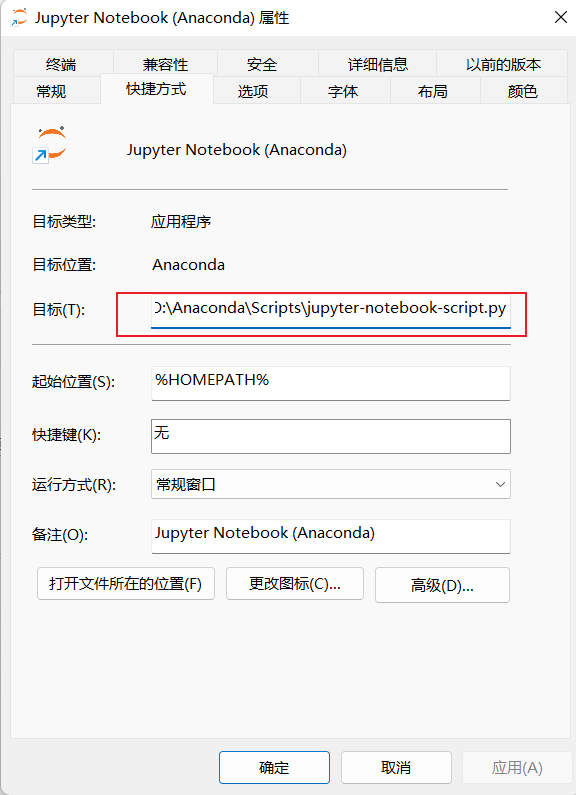 Jupyter Notebook (Anaconda) 属性
终端 兼容性 安全 详细信息 以前的版本
常规 快捷方式 选项 字体 布局 颜色
Jupyter Notebook (Anaconda)
目标类型: 应用程序
目标位置: Anaconda
目标(T): D:\Anaconda\Scripts\jupyter-notebook-script.py
起始位置(S): %HOMEPATH%
快捷键(K): 无
运行方式(R): 常规窗口
备注(O): Jupyter Notebook (Anaconda)
打开文件所在的位置(F) 更改图标(C)... 高级(D)...
确定 取消 应用(A)